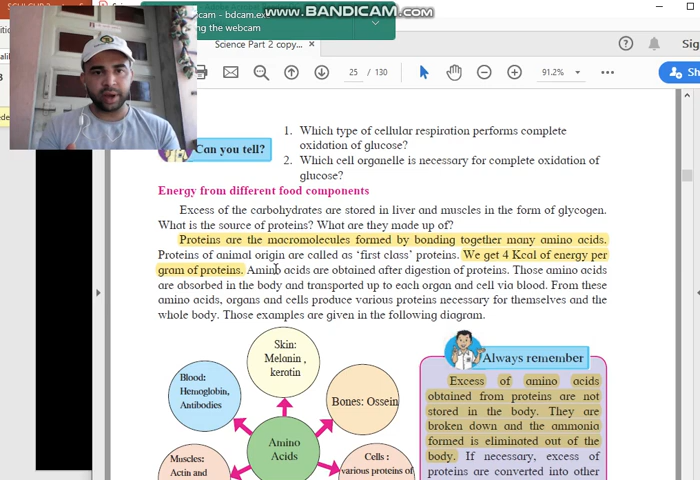 bdcam - bdcam.ex
www.BANDICAM.com
ing the webcam
Science Part 2 copy...
25 / 130
91.2%
Sig
Sh
Can you tell?
1. Which type of cellular respiration performs complete
oxidation of glucose?
2. Which cell organelle is necessary for complete oxidation of
glucose?
Energy from different food components
Excess of the carbohydrates are stored in liver and muscles in the form of glycogen.
What is the source of proteins? What are they made up of?
Proteins are the macromolecules formed by bonding together many amino acids.
Proteins of animal origin are called as ‘first class’ proteins. We get 4 Kcal of energy per
gram of proteins. Amino acids are obtained after digestion of proteins. Those amino acids
are absorbed in the body and transported up to each organ and cell via blood. From these
these amino acids, organs and cells produce various proteins necessary for themselves and the
whole body. Those examples are given in the following diagram.
Skin:
Melanin ,
keratin
Blood:
Hemoglobin,
Antibodies
Bones: Ossein
Amino
Acids
Muscles:
Actin and
Cells :
various proteins of
Always remember
Excess of amino acids
obtained from proteins are not
stored in the body. They are
broken down and the ammonia
formed is eliminated out of the
body. If necessary, excess of
proteins are converted into other